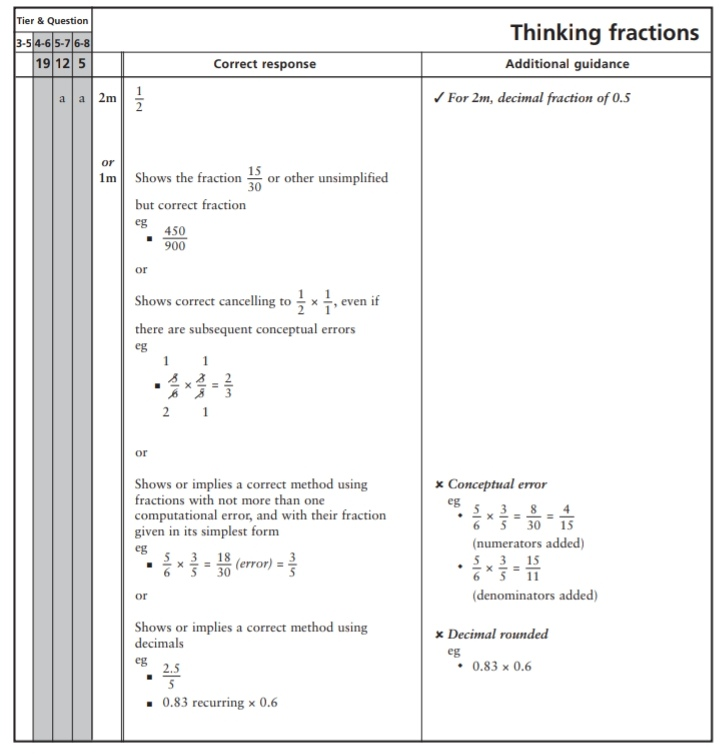 Tier & Question
Thinking fractions
3-5 4-6 5-7 6-8
19 12 5 Correct response Additional guidance
a a 2m 1/2 ✓ For 2m, decimal fraction of 0.5
or
1m Shows the fraction 15/30 or other unsimplified
but correct fraction
eg
▪ 450/900
or
Shows correct cancelling to 1/2 × 1/1, even if
there are subsequent conceptual errors
eg
1 1
▪ 5/6 × 3/5 = 2/3
2 1
or
Shows or implies a correct method using
fractions with not more than one
computational error, and with their fraction
given in its simplest form
eg
▪ 5/6 × 3/5 = 18/30 (error) = 3/5
or
Shows or implies a correct method using
decimals
eg
▪ 2.5/5
▪ 0.83 recurring × 0.6
✗ Conceptual error
eg
• 5/6 × 3/5 = 8/30 = 4/15
(numerators added)
• 5/6 × 3/5 = 15/11
(denominators added)
✗ Decimal rounded
eg
• 0.83 × 0.6